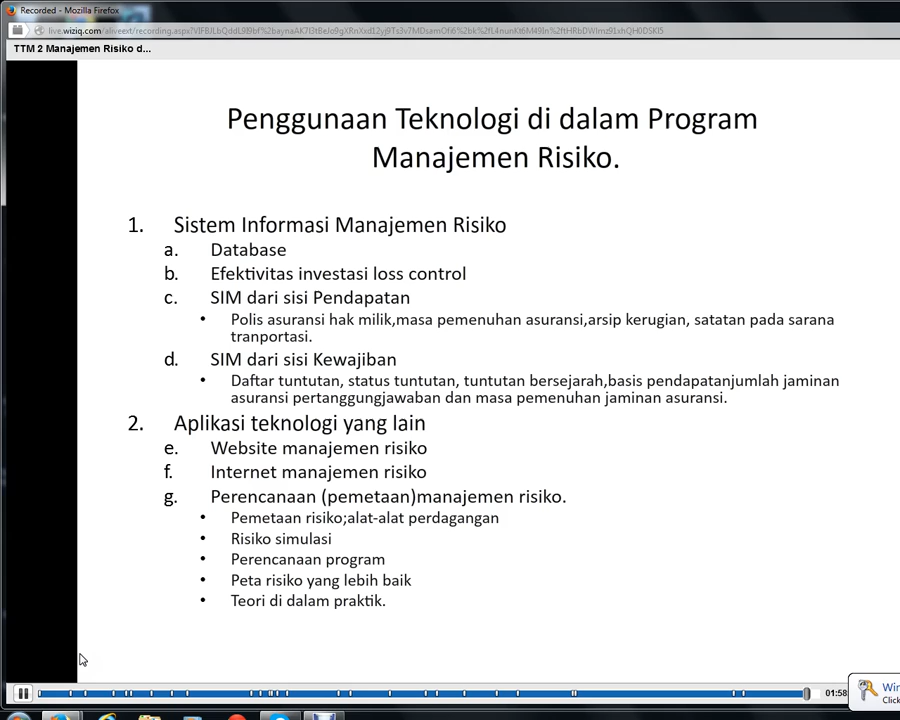 Recorded - Mozilla Firefox
live.wiziq.com
TTM 2 Manajemen Risiko d...
Penggunaan Teknologi di dalam Program
Manajemen Risiko.
1. Sistem Informasi Manajemen Risiko
a. Database
b. Efektivitas investasi loss control
c. SIM dari sisi Pendapatan
• Polis asuransi hak milik,masa pemenuhan asuransi,arsip kerugian, satatan pada sarana
tranportasi.
d. SIM dari sisi Kewajiban
• Daftar tuntutan, status tuntutan, tuntutan bersejarah,basis pendapatanjumlah jaminan
asuransi pertanggungjawaban dan masa pemenuhan jaminan asuransi.
2. Aplikasi teknologi yang lain
e. Website manajemen risiko
f. Internet manajemen risiko
g. Perencanaan (pemetaan)manajemen risiko.
• Pemetaan risiko;alat-alat perdagangan
• Risiko simulasi
• Perencanaan program
• Peta risiko yang lebih baik
• Teori di dalam praktik.
01:58
Win
Click